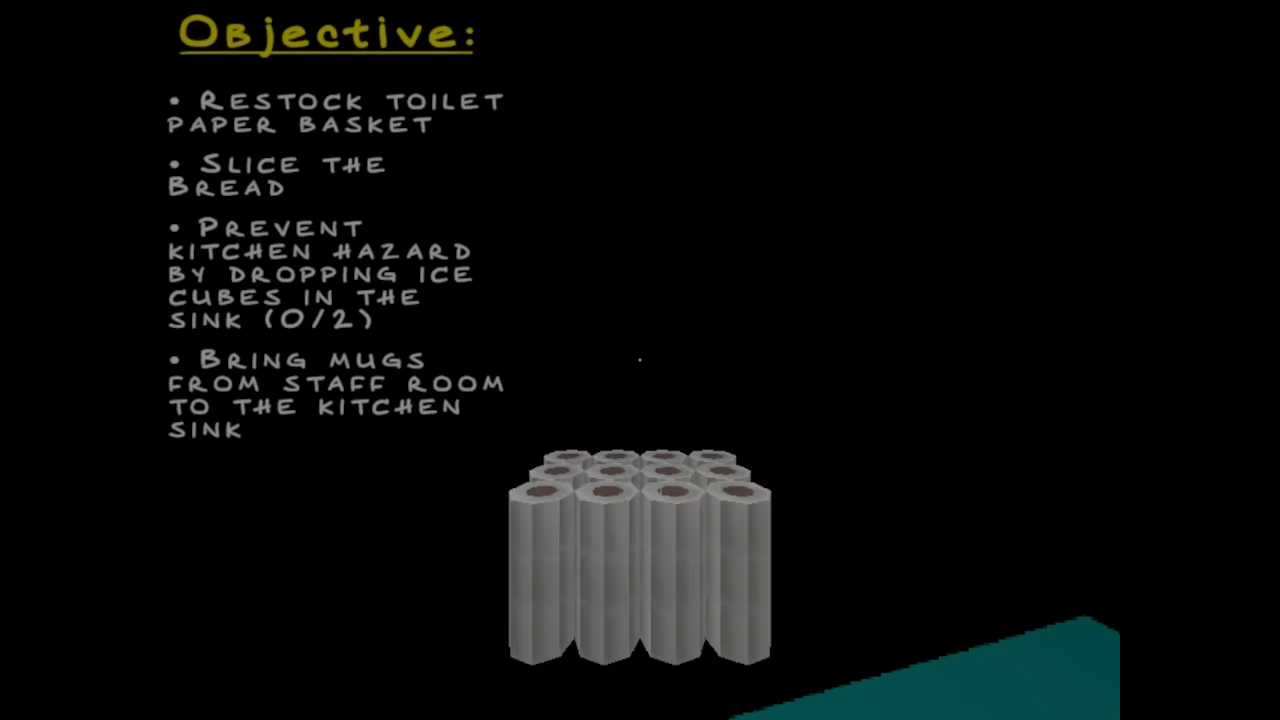 Objective:
• Restock toilet
paper basket
• Slice the
Bread
• Prevent
kitchen hazard
by dropping ice
cubes in the
sink (0/2)
• Bring mugs
from staff room
to the kitchen
sink